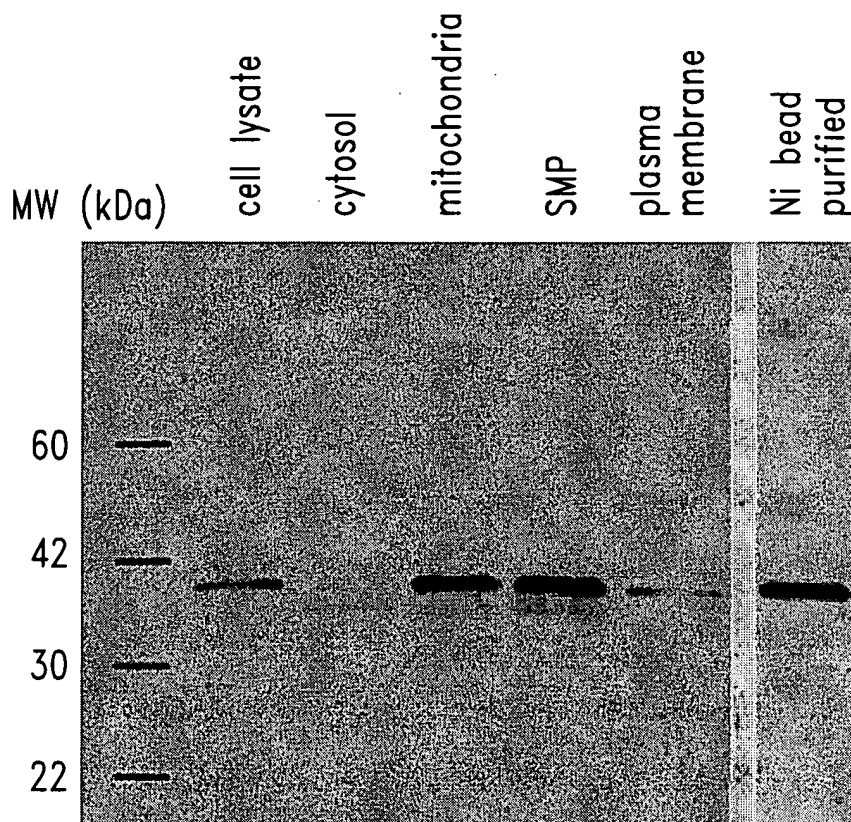 MW (kDa)
cell lysate
cytosol
mitochondria
SMP
plasma
membrane
Ni bead
purified
60
42
30
22